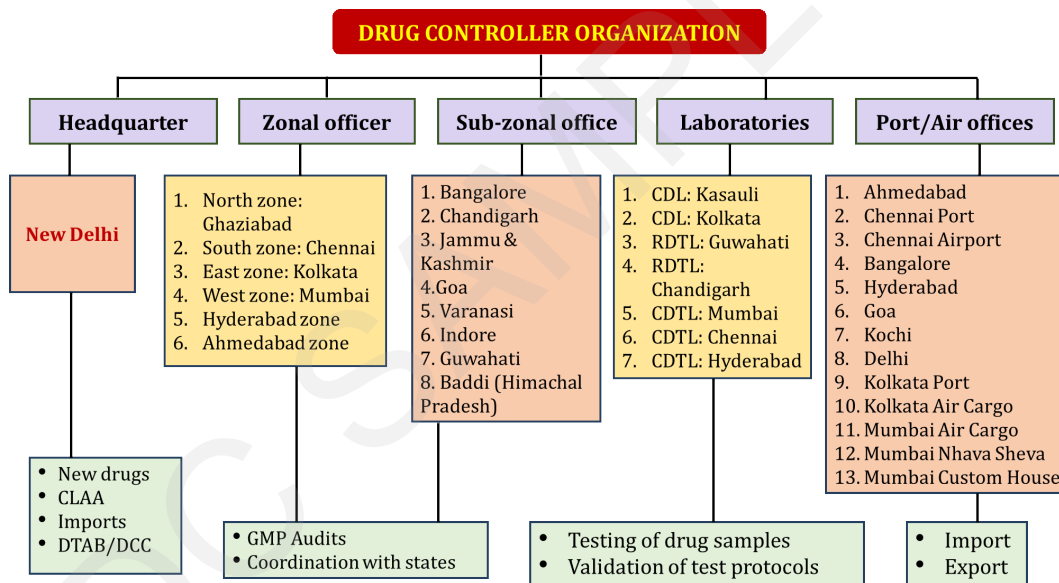 DRUG CONTROLLER ORGANIZATION
Headquarter
Zonal officer
Sub-zonal office
Laboratories
Port/Air offices
New Delhi
1. North zone:
Ghaziabad
2. South zone: Chennai
3. East zone: Kolkata
4. West zone: Mumbai
5. Hyderabad zone
6. Ahmedabad zone
1. Bangalore
2. Chandigarh
3. Jammu &
Kashmir
4.Goa
5. Varanasi
6. Indore
7. Guwahati
8. Baddi (Himachal
Pradesh)
1. CDL: Kasauli
2. CDL: Kolkata
3. RDTL: Guwahati
4. RDTL:
Chandigarh
5. CDTL: Mumbai
6. CDTL: Chennai
7. CDTL: Hyderabad
1. Ahmedabad
2. Chennai Port
3. Chennai Airport
4. Bangalore
5. Hyderabad
6. Goa
7. Kochi
8. Delhi
9. Kolkata Port
10. Kolkata Air Cargo
11. Mumbai Air Cargo
12. Mumbai Nhava Sheva
13. Mumbai Custom House
• New drugs
• CLAA
• Imports
• DTAB/DCC
• GMP Audits
• Coordination with states
• Testing of drug samples
• Validation of test protocols
• Import
• Export